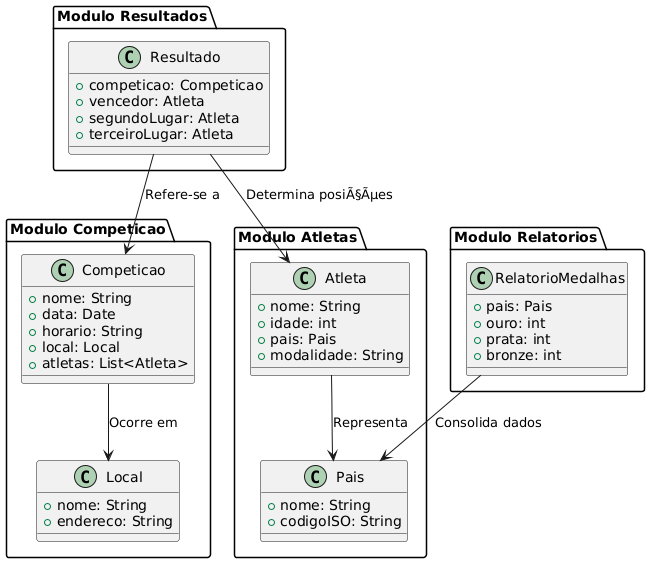 Modulo Resultados
C Resultado
competicao: Competicao
vencedor: Atleta
segundoLugar: Atleta
terceiroLugar: Atleta
Refere-se a
Determina posiÃ§Ãµes
Modulo Competicao
C Competicao
nome: String
data: Date
horario: String
local: Local
atletas: List<Atleta>
Ocorre em
C Local
nome: String
endereco: String
Modulo Atletas
C Atleta
nome: String
idade: int
pais: Pais
modalidade: String
Representa
C Pais
nome: String
codigoISO: String
Modulo Relatorios
C RelatorioMedalhas
pais: Pais
ouro: int
prata: int
bronze: int
Consolida dados